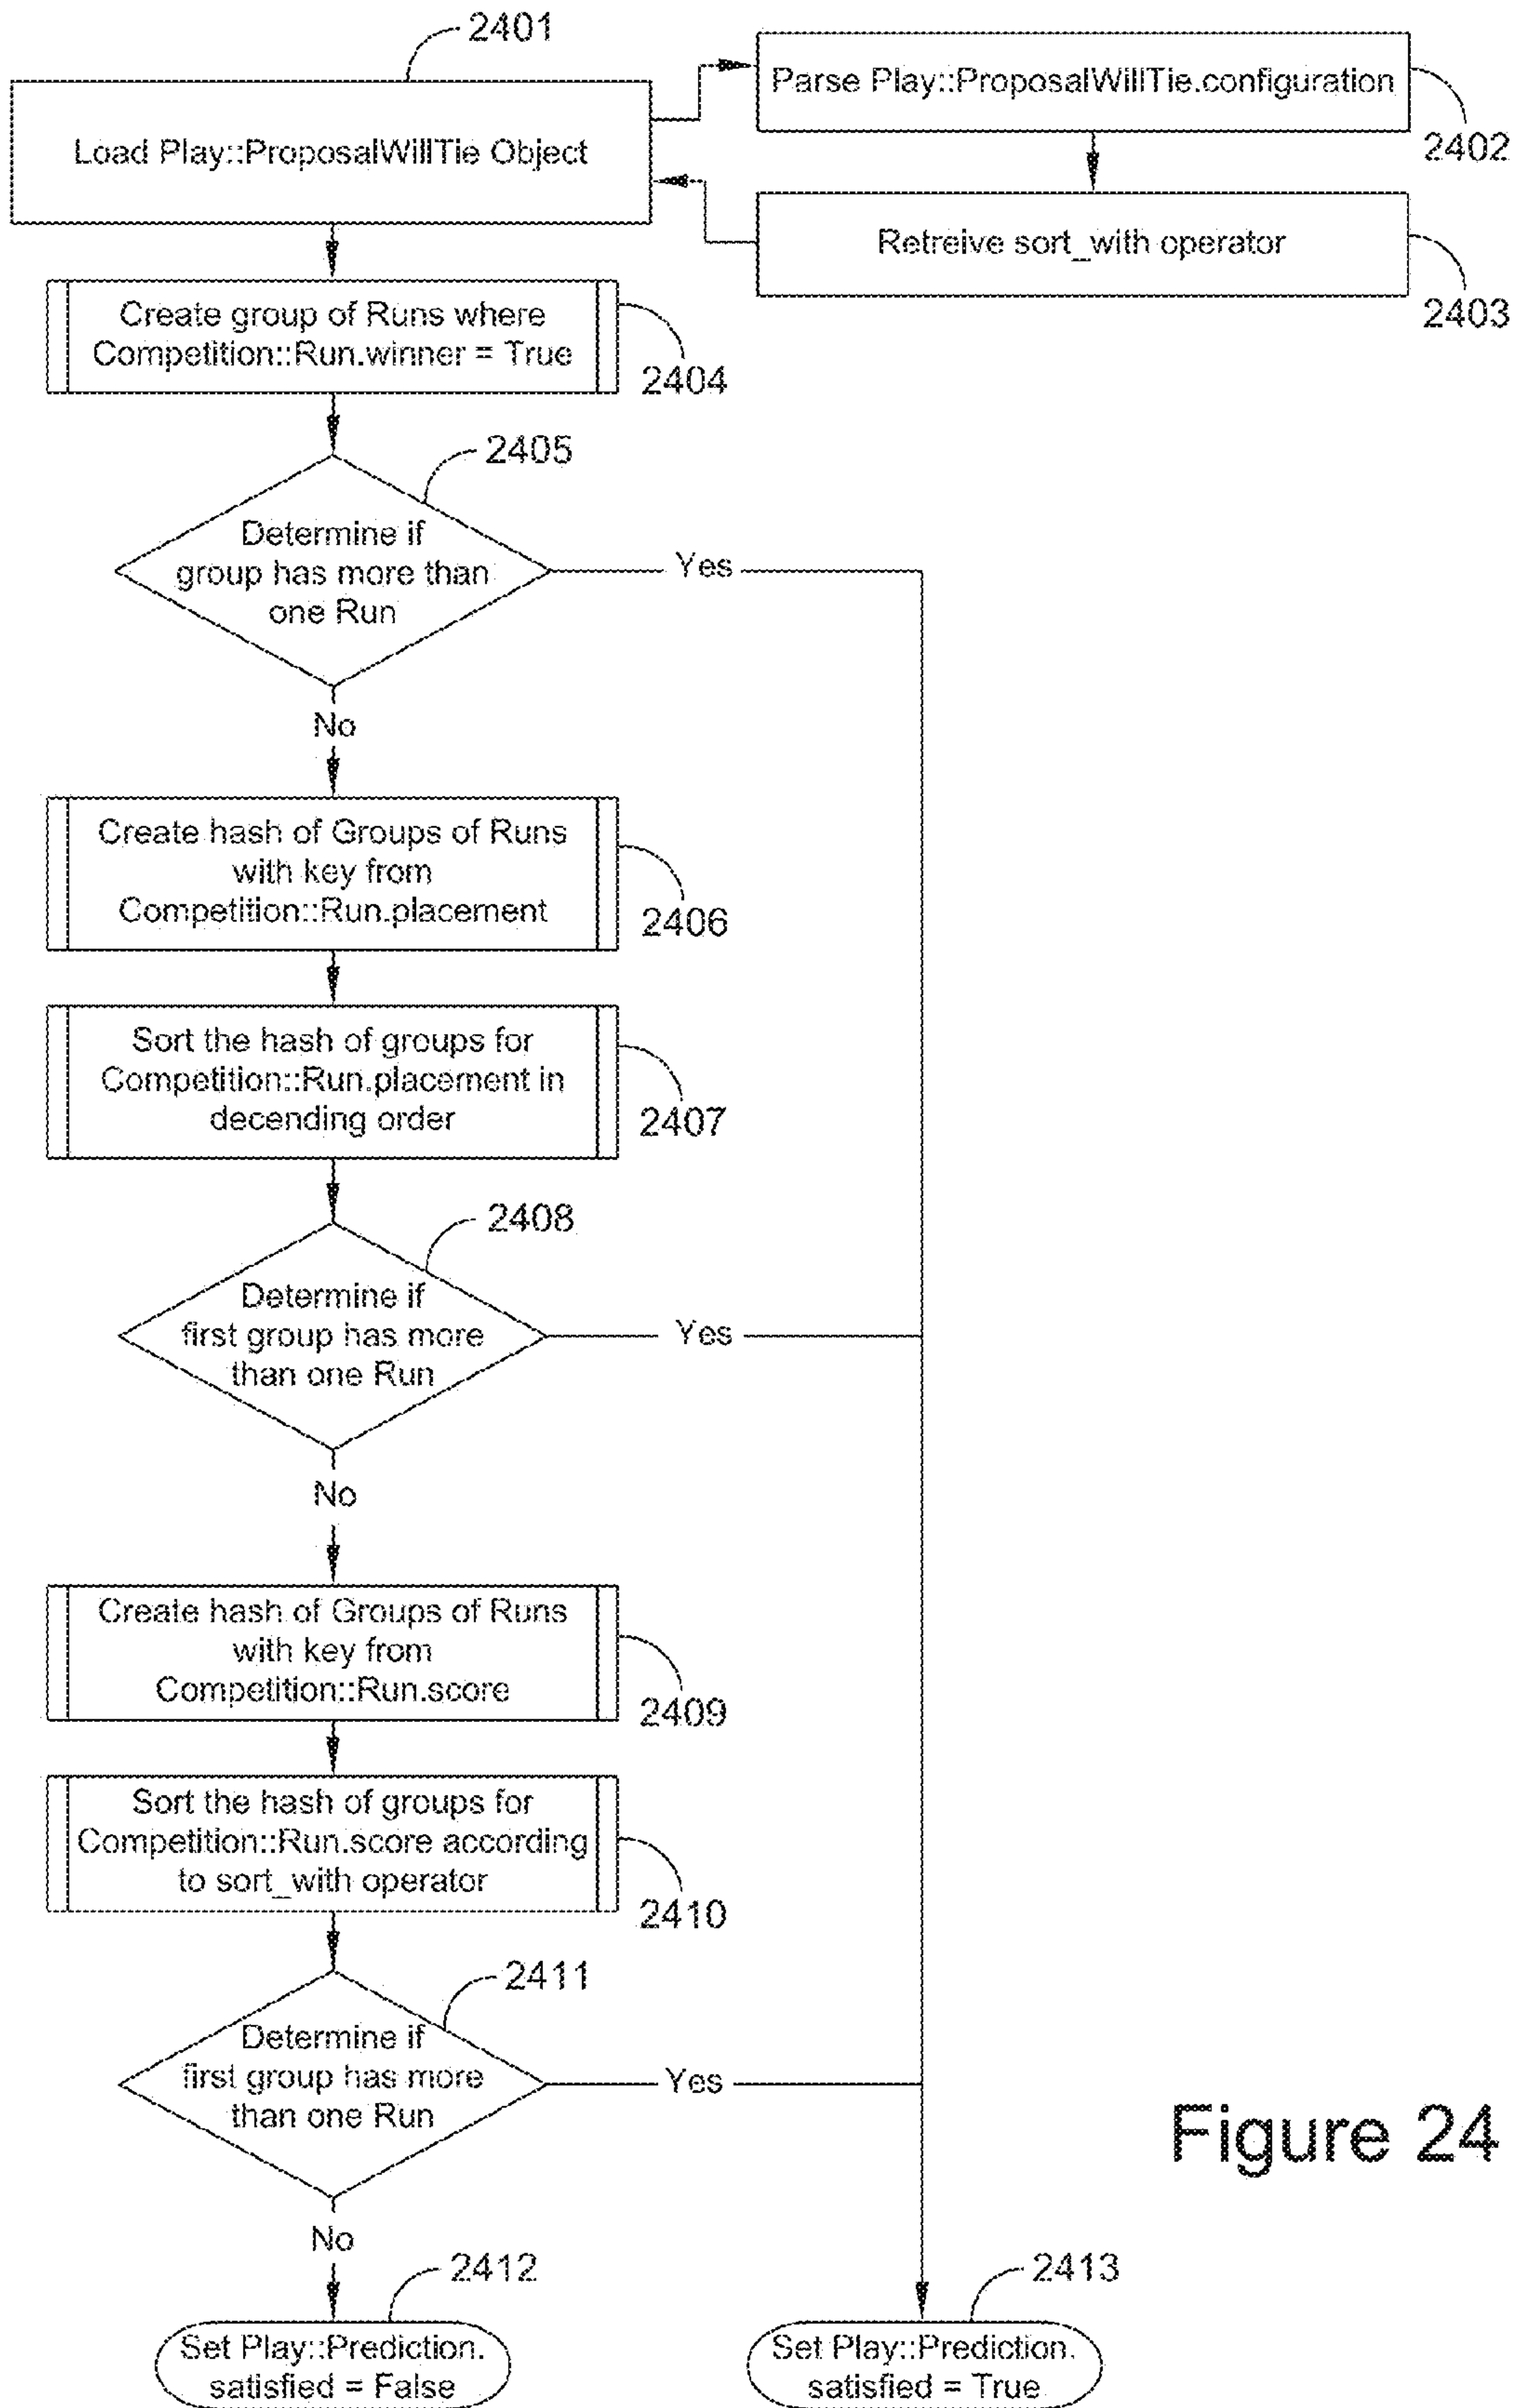 2401
Parse Play::ProposalWillTie.configuration
2402
Load Play::ProposalWillTie Object
Retreive sort_with operator
2403
Create group of Runs where
Competition::Run.winner = True
2404
2405
Determine if
group has more than
one Run
Yes
No
Create hash of Groups of Runs
with key from
Competition::Run.placement
2406
Sort the hash of groups for
Competition::Run.placement in
decending order
2407
2408
Determine if
first group has more
than one Run
Yes
No
Create hash of Groups of Runs
with key from
Competition::Run.score
2409
Sort the hash of groups for
Competition::Run.score according
to sort_with operator
2410
2411
Determine if
first group has more
than one Run
Yes
No
Figure 24
2412
Set Play::Prediction.
satisfied = False
2413
Set Play::Prediction.
satisfied = True